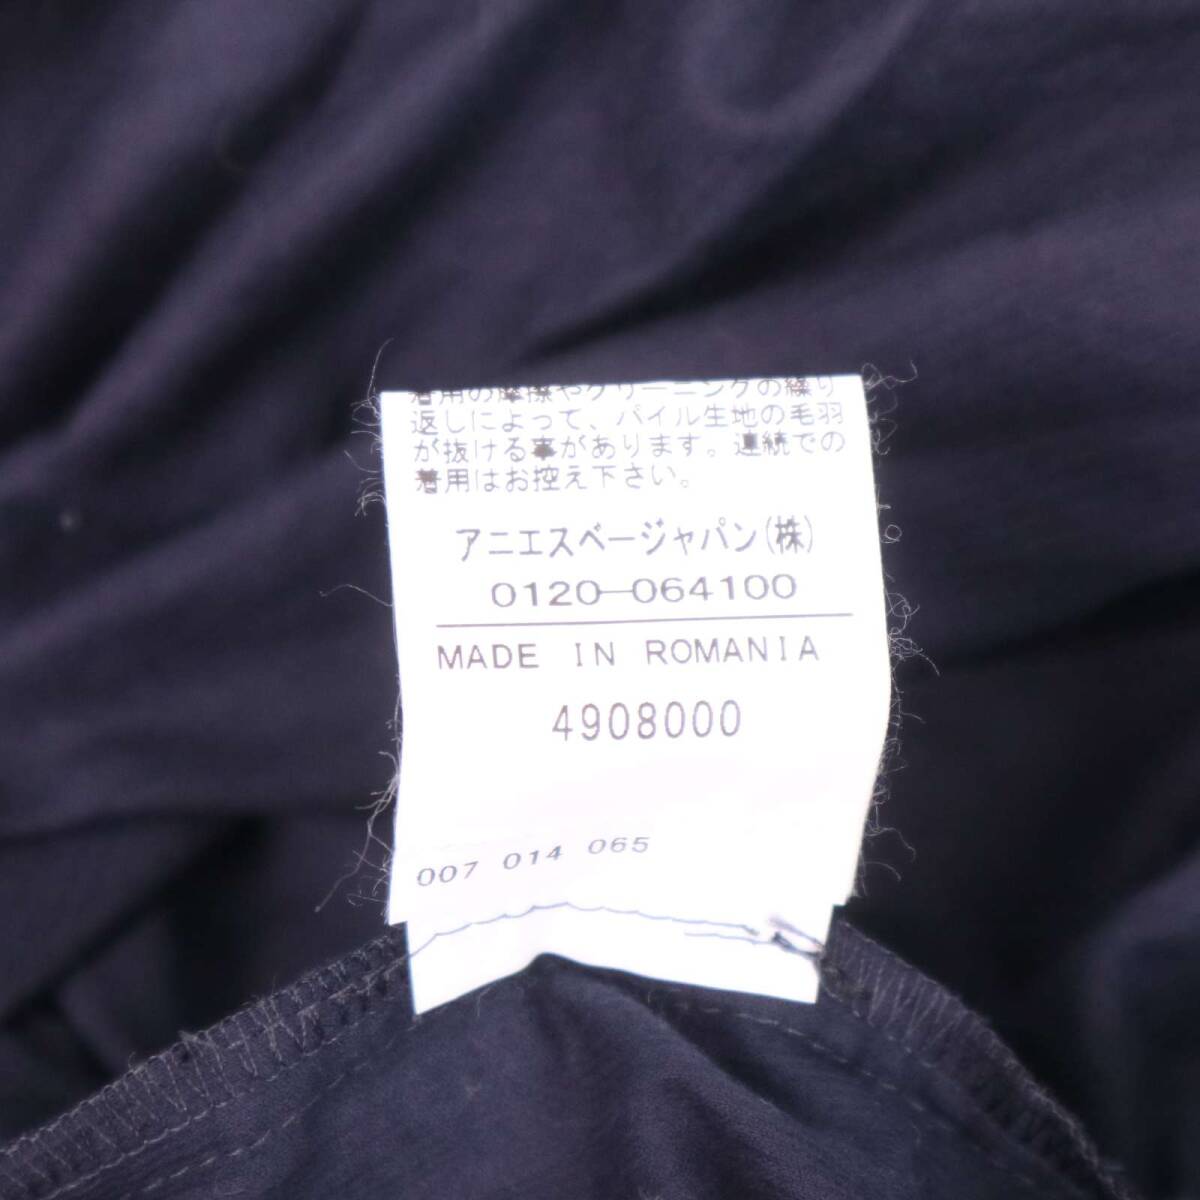 着用の摩擦やクリーニングの繰り
返しによって、パイル生地の毛羽
が抜ける事があります。連続での
着用はお控え下さい。
アニエスベージャパン(株)
0120-064100
MADE IN ROMANIA
4908000
007 014 065